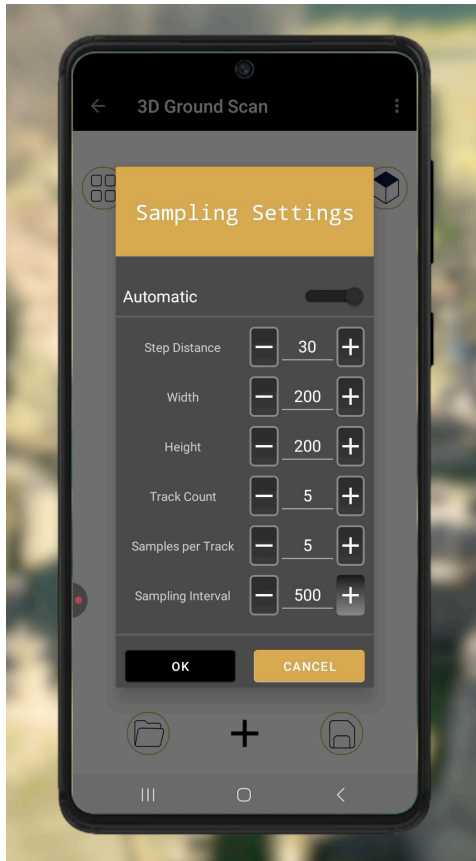 3D Ground Scan
Sampling Settings
Automatic
Step Distance 30
Width 200
Height 200
Track Count 5
Samples per Track 5
Sampling Interval 500
OK CANCEL